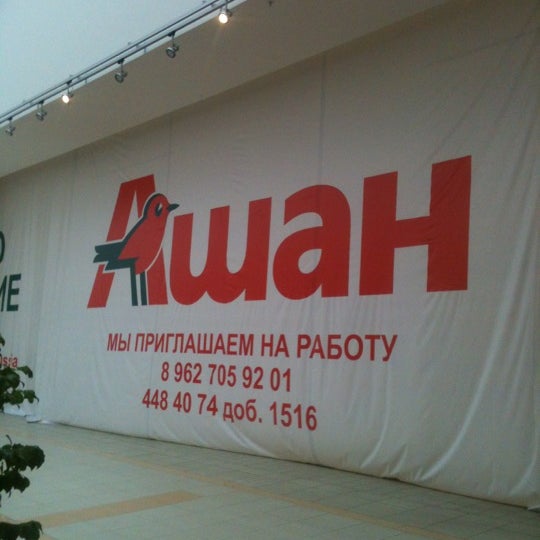 Ашан
МЫ ПРИГЛАШАЕМ НА РАБОТУ
8 962 705 92 01
448 40 74 доб. 1516